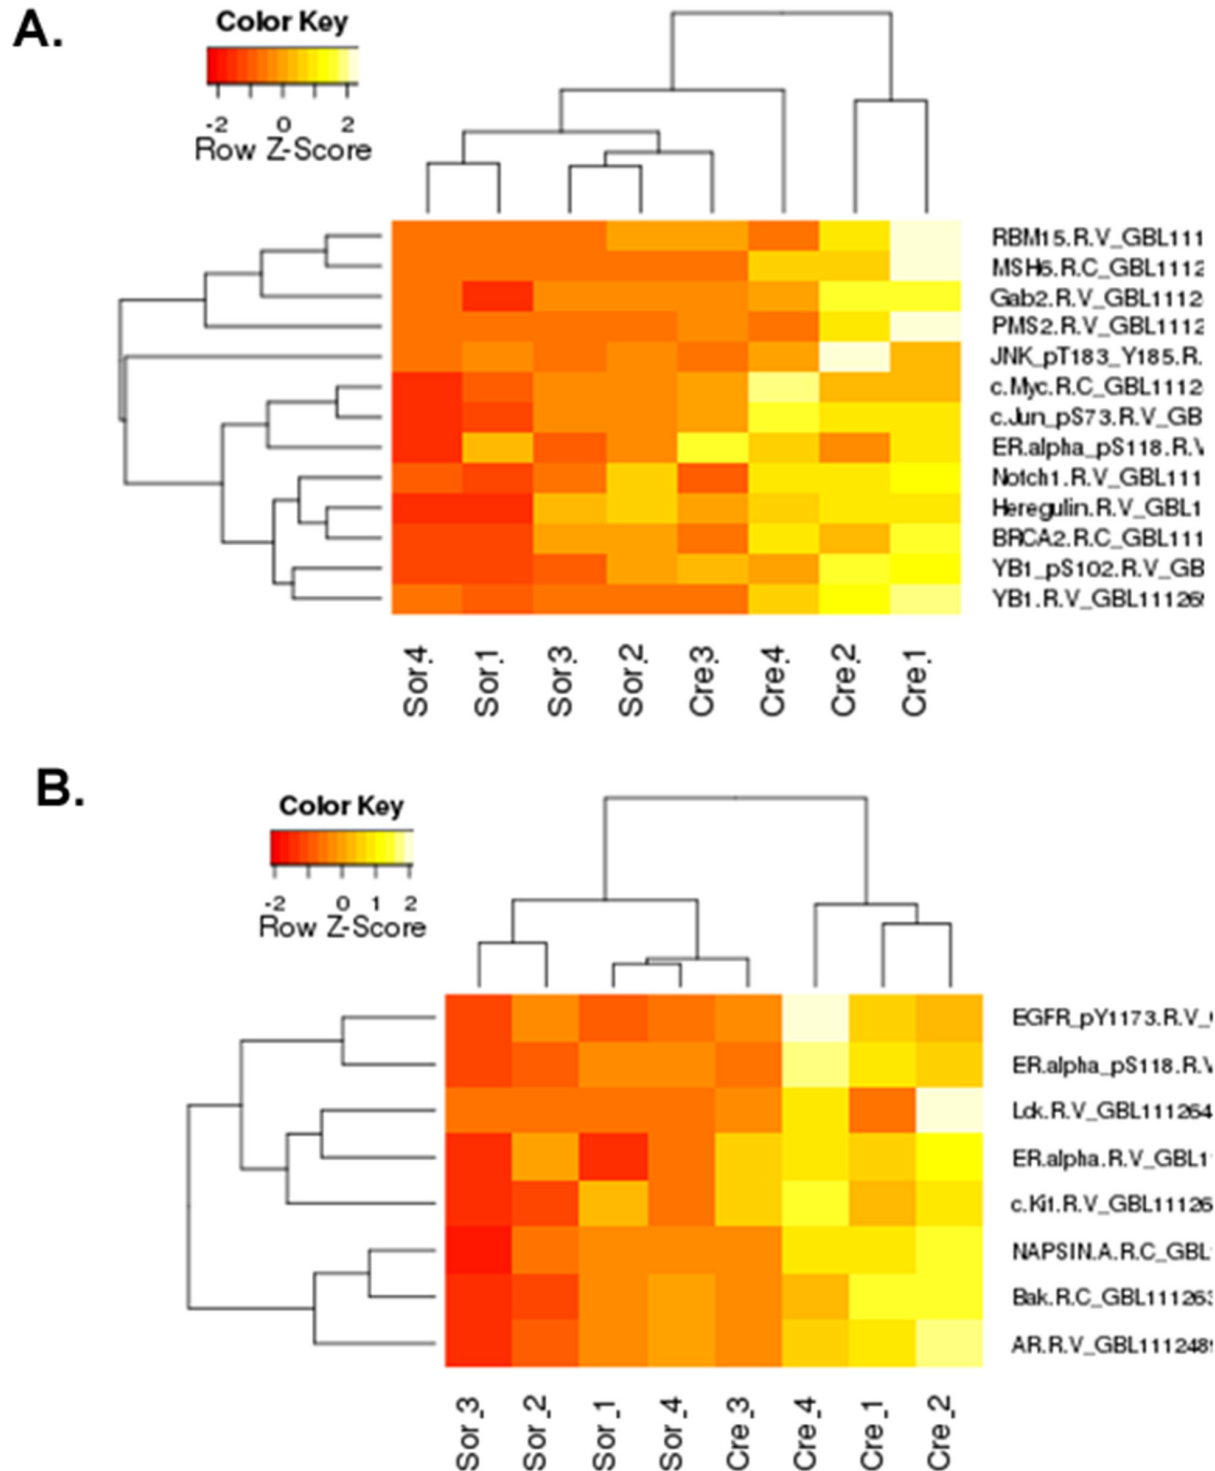 A.
Color Key
-2 0 2
Row Z-Score
RBM15.R.V_GBL111
MSH6.R.C_GBL1112
Gab2.R.V_GBL1112
PMS2.R.V_GBL1112
JNK_pT183_Y185.R.
c.Myc.R.C_GBL1112
c.Jun_pS73.R.V_GB
ER.alpha_pS118.R.V
Notch1.R.V_GBL111
Heregulin.R.V_GBL1
BRCA2.R.C_GBL111
YB1_pS102.R.V_GB
YB1.R.V_GBL111269
Sor.4 Sor.1 Sor.3 Sor.2 Cre.3 Cre.4 Cre.2 Cre.1
B.
Color Key
-2 0 1 2
Row Z-Score
EGFR_pY1173.R.V_
ER.alpha_pS118.R.V
Lck.R.V_GBL111264
ER.alpha.R.V_GBL1
c.Kit.R.V_GBL11126
NAPSIN.A.R.C_GBL
Bak.R.C_GBL111263
AR.R.V_GBL1112489
Sor_3 Sor_2 Sor_1 Sor_4 Cre_3 Cre_4 Cre_1 Cre_2